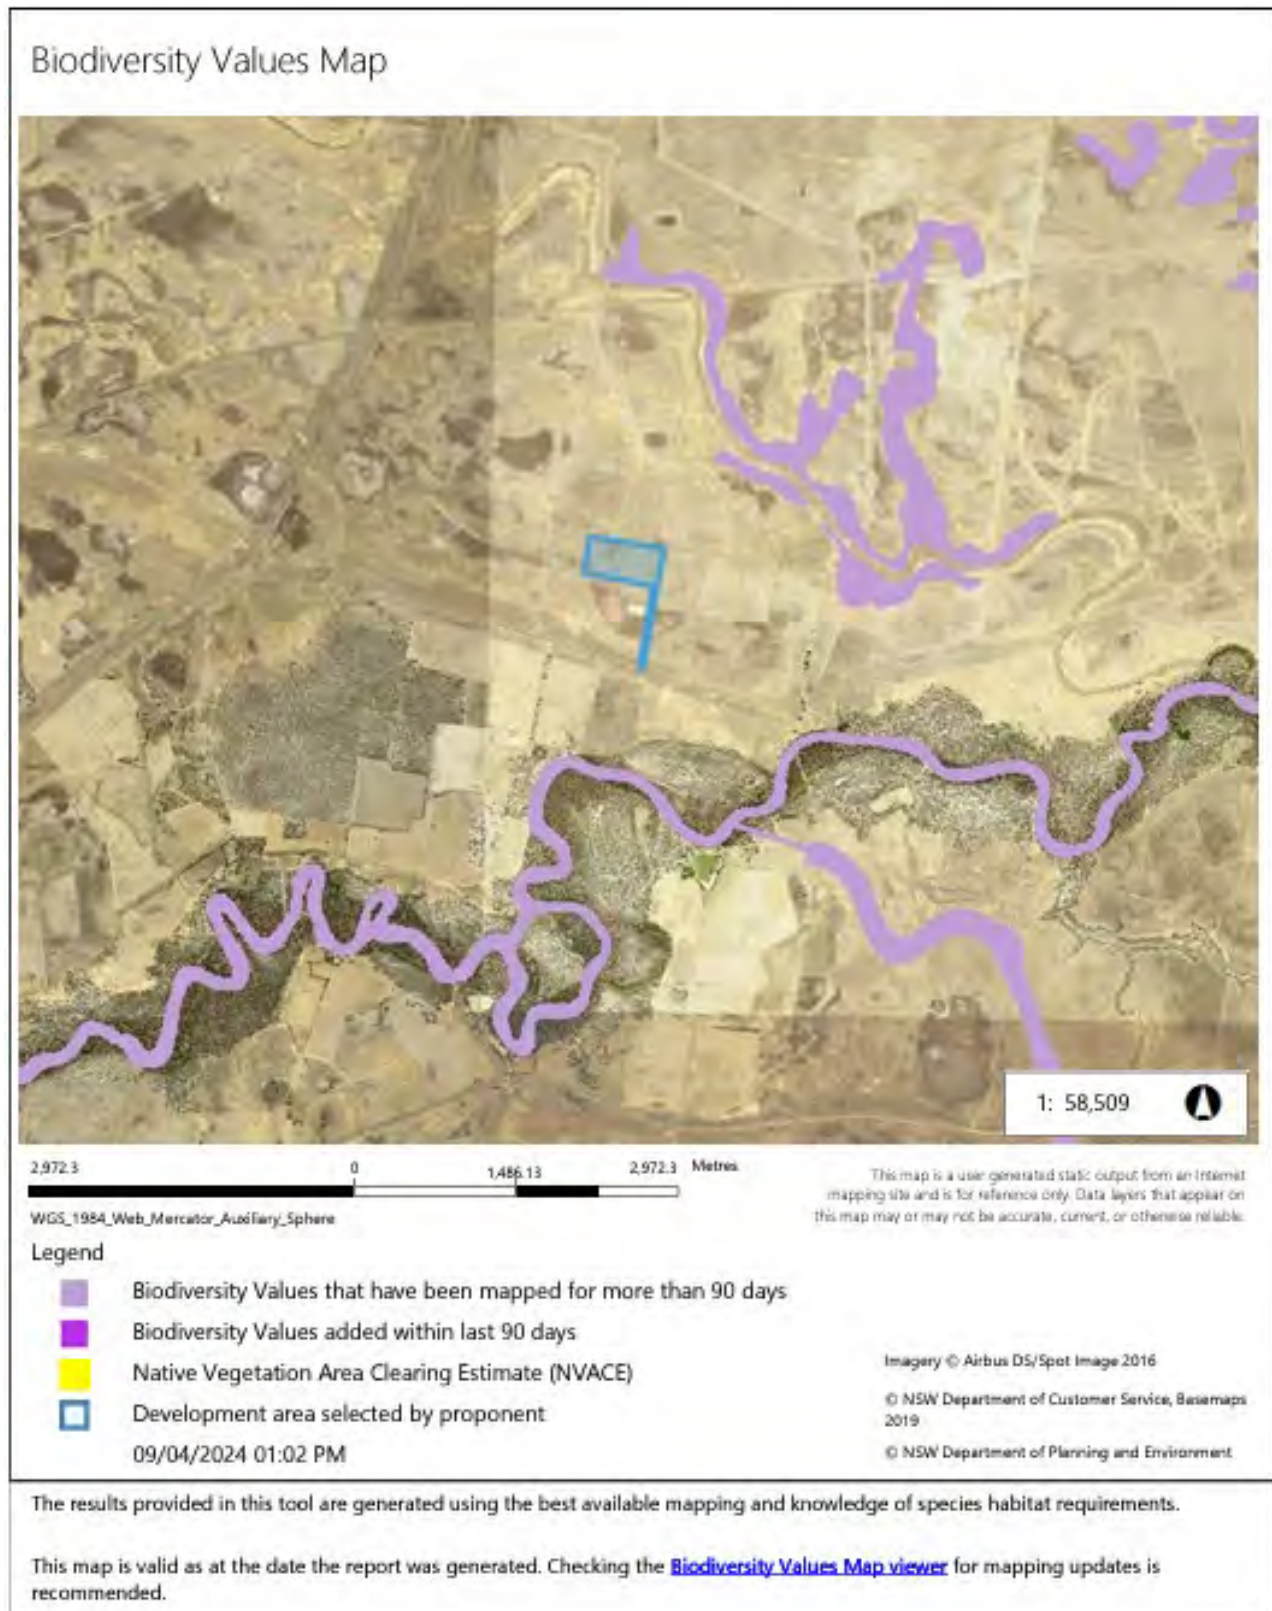 Biodiversity Values Map
1: 58,509
2,972.3 0 1,486.13 2,972.3 Metres
WGS_1984_Web_Mercator_Auxiliary_Sphere
This map is a user generated static output from an Internet
mapping site and is for reference only. Data layers that appear on
this map may or may not be accurate, current, or otherwise reliable.
Legend
Biodiversity Values that have been mapped for more than 90 days
Biodiversity Values added within last 90 days
Native Vegetation Area Clearing Estimate (NVACE)
Development area selected by proponent
09/04/2024 01:02 PM
Imagery © Airbus DS/Spot Image 2016
© NSW Department of Customer Service, Basemaps
2019
© NSW Department of Planning and Environment
The results provided in this tool are generated using the best available mapping and knowledge of species habitat requirements.
This map is valid as at the date the report was generated. Checking the Biodiversity Values Map viewer for mapping updates is
recommended.